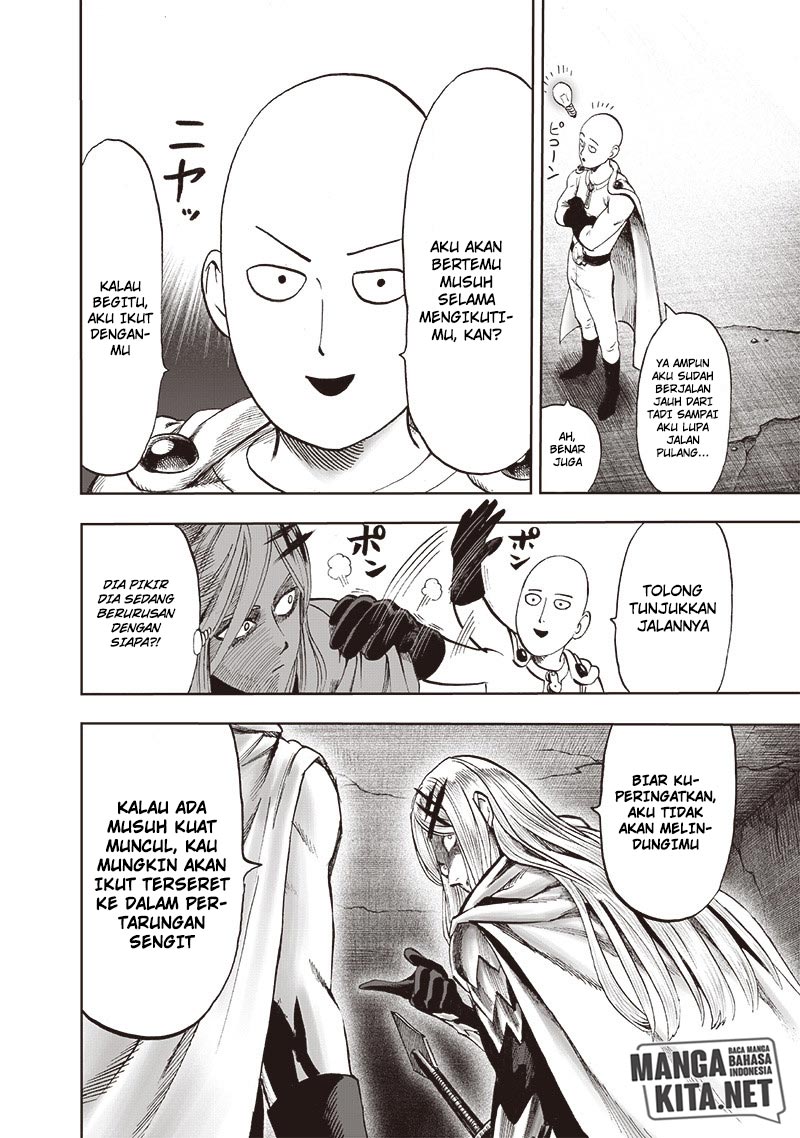 ピコーン
YA AMPUN
AKU SUDAH
BERJALAN
JAUH DARI
TADI SAMPAI
AKU LUPA
JALAN
PULANG...
AH,
BENAR
JUGA
AKU AKAN
BERTEMU
MUSUH
SELAMA
MENGIKUTI-
MU, KAN?
ニヤッ
KALAU
BEGITU,
AKU IKUT
DENGAN-
MU
TOLONG
TUNJUKKAN
JALANNYA
ポン
ポン
DIA PIKIR
DIA SEDANG
BERURUSAN
DENGAN
SIAPA?!
BIAR KU-
PERINGATKAN,
AKU TIDAK
AKAN MELIN-
DUNGIMU
KALAU ADA
MUSUH KUAT
MUNCUL, KAU
MUNGKIN AKAN
IKUT TERSERET
KE DALAM PER-
TARUNGAN
SENGIT
MANGA
BACA MANGA
BAHASA
INDONESIA
KITA.NET